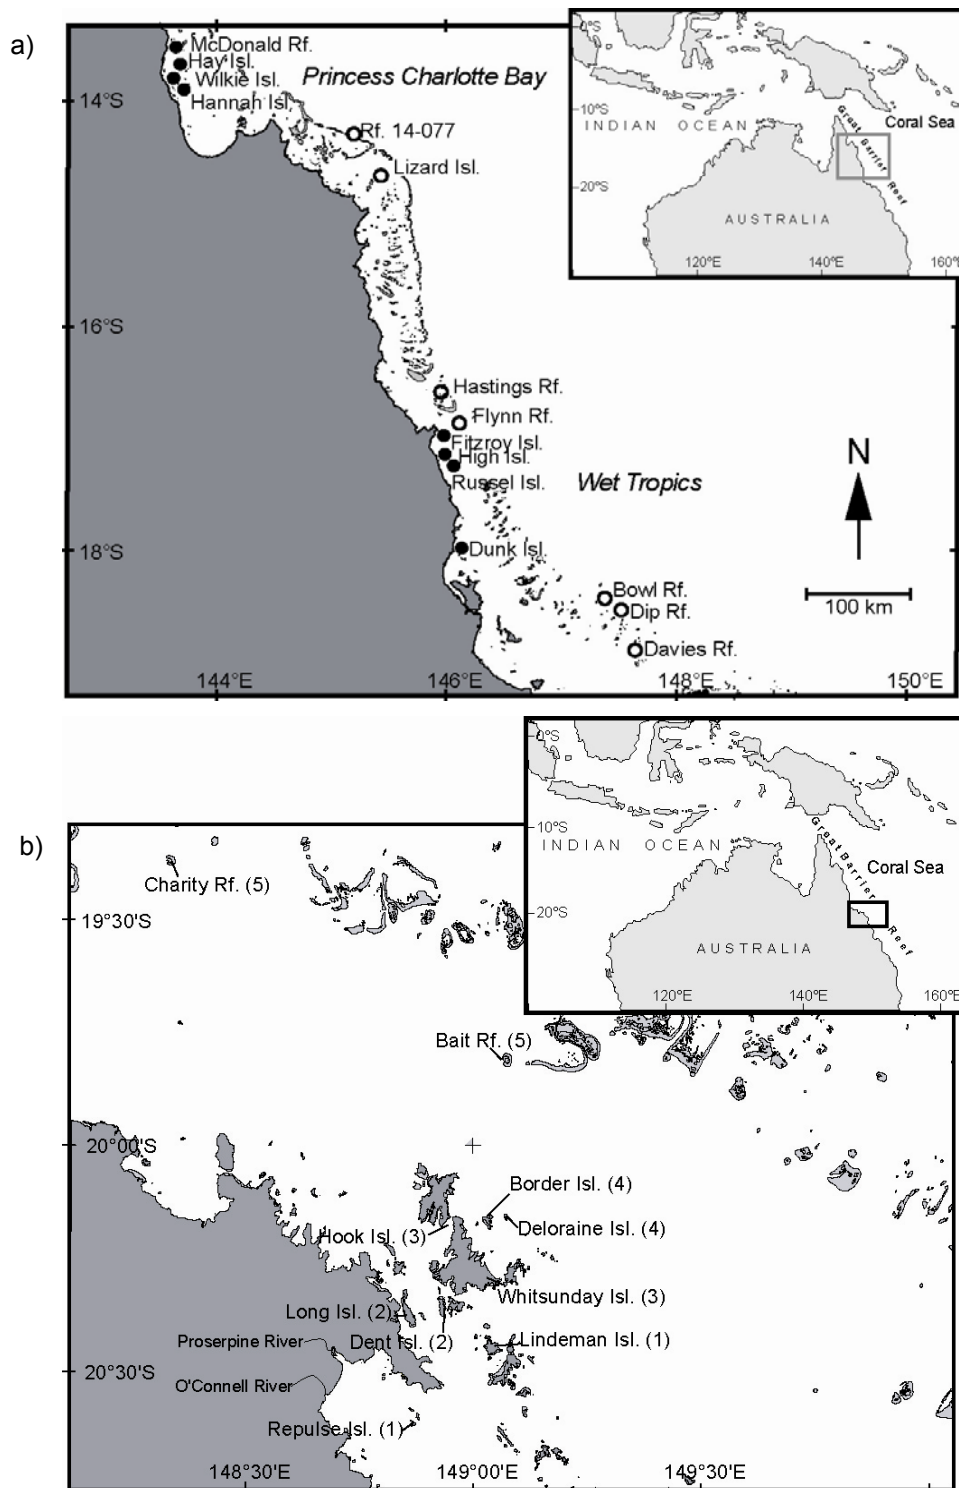 a)
McDonald Rf.
Hay Isl.
Wilkie Isl.
Hannah Isl.
Princess Charlotte Bay
14°S
Rf. 14-077
Lizard Isl.
16°S
Hastings Rf.
Flynn Rf.
Fitzroy Isl.
High Isl.
Russel Isl.
Wet Tropics
N
18°S
Dunk Isl.
Bowl Rf.
Dip Rf.
Davies Rf.
100 km
144°E
146°E
148°E
150°E
0°S
10°S
INDIAN OCEAN
Coral Sea
Great Barrier Reef
20°S
AUSTRALIA
120°E
140°E
160°E
b)
Charity Rf. (5)
19°30'S
Bait Rf. (5)
20°00'S
Border Isl. (4)
Deloraine Isl. (4)
Hook Isl. (3)
Whitsunday Isl. (3)
Long Isl. (2)
Dent Isl. (2)
Lindeman Isl. (1)
Proserpine River
20°30'S
O'Connell River
Repulse Isl. (1)
148°30'E
149°00'E
149°30'E
0°S
10°S
INDIAN OCEAN
Coral Sea
Great Barrier Reef
20°S
AUSTRALIA
120°E
140°E
160°E